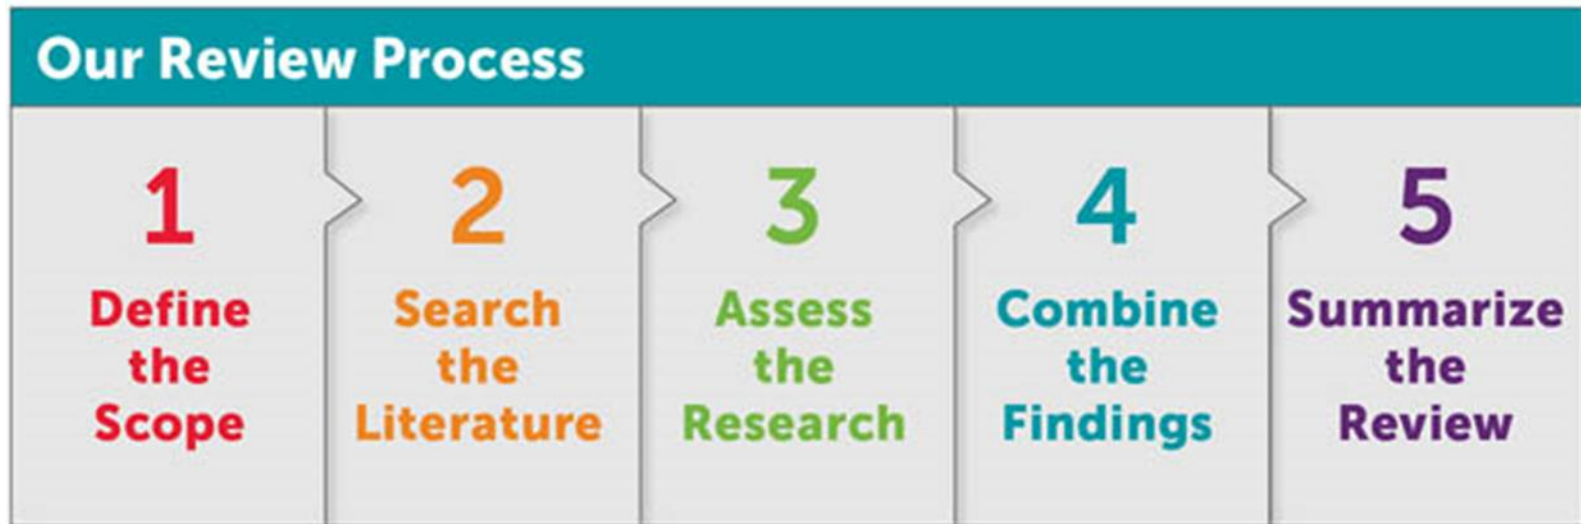 Our Review Process
1
Define
the
Scope
2
Search
the
Literature
3
Assess
the
Research
4
Combine
the
Findings
5
Summarize
the
Review